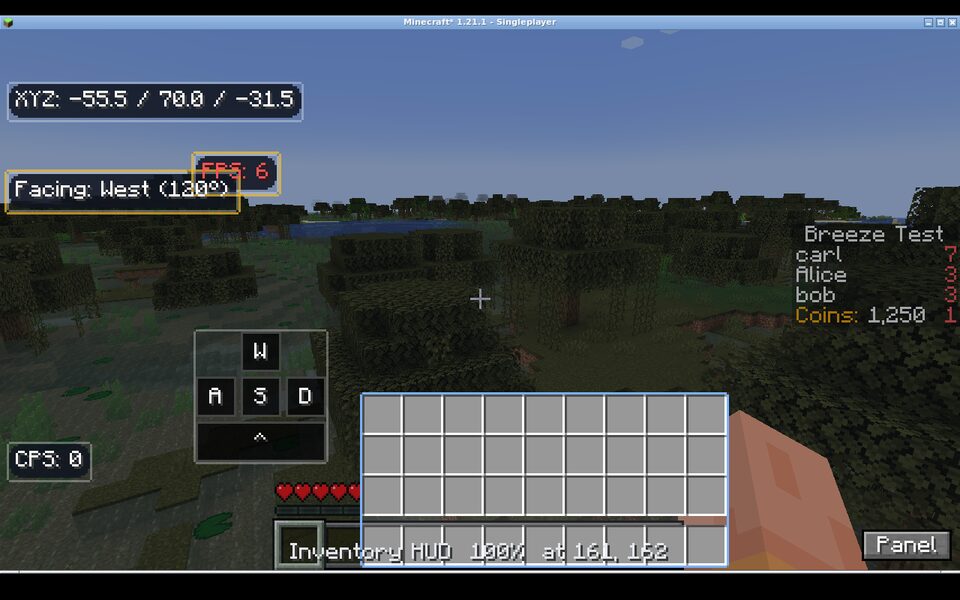 Minecraft* 1.21.1 - Singleplayer
XYZ: -55.5 / 70.0 / -31.5
FPS: 6
Facing: West (120°)
Breeze Test
carl 7
Alice 3
bob 3
Coins: 1,250 1
W
A S D
^
CPS: 0
Inventory HUD 100% at 161, 162
Panel